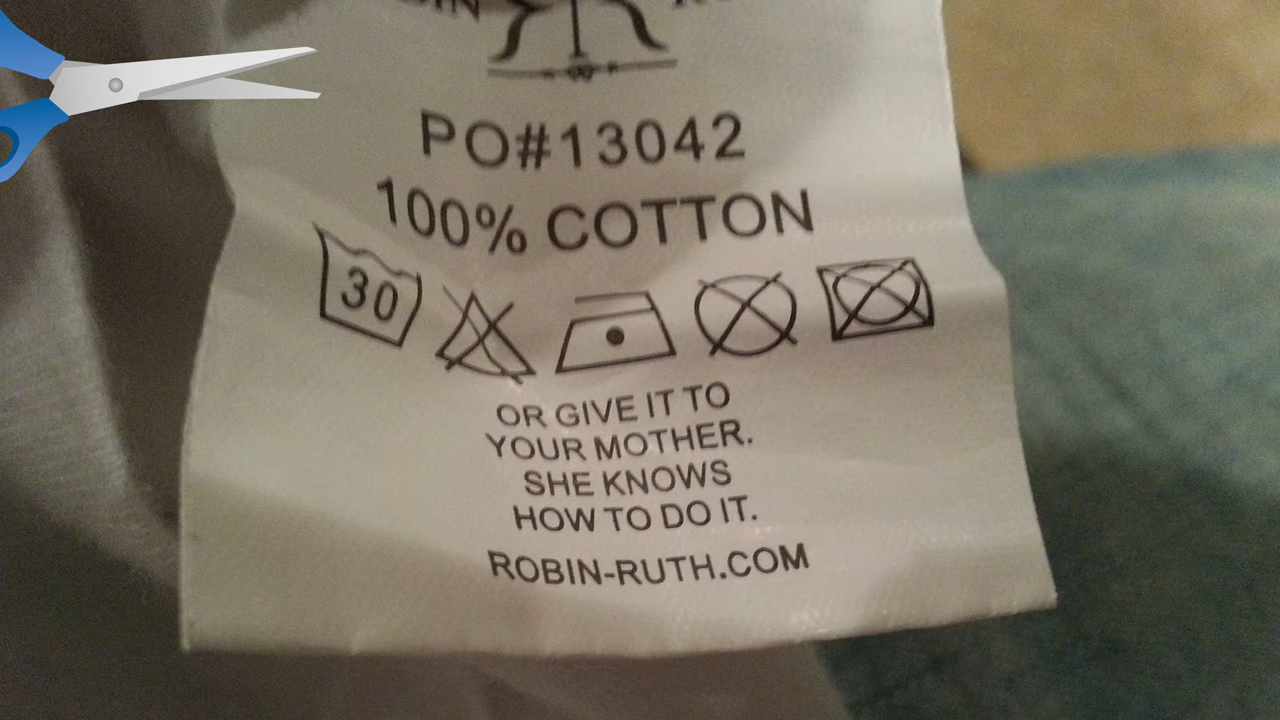 PO#13042
100% COTTON
30
OR GIVE IT TO
YOUR MOTHER.
SHE KNOWS
HOW TO DO IT.
ROBIN-RUTH.COM